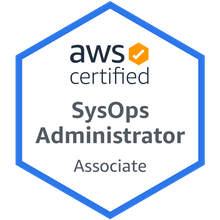 aws
certified
SysOps
Administrator
Associate